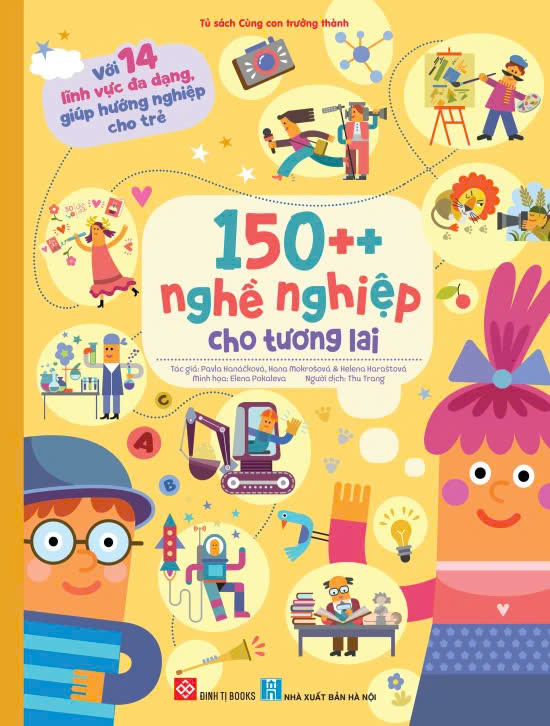 Tủ sách Cùng con trưởng thành
Với 14
lĩnh vực đa dạng,
giúp hướng nghiệp
cho trẻ
150++
nghề nghiệp
cho tương lai
Tác giả: Pavla Hanáčková, Hana Mokrošová & Helena Haraštová
Minh họa: Elena Pokaleva Người dịch: Thu Trang
C
A
B
ĐINH TỊ BOOKS
NHÀ XUẤT BẢN HÀ NỘI